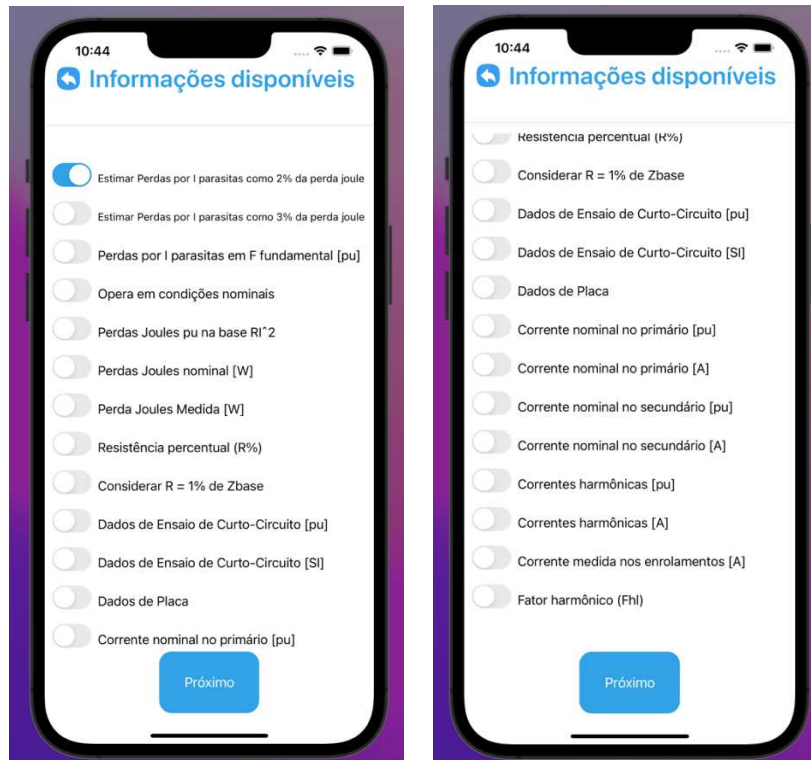 10:44
Informações disponíveis
Estimar Perdas por I parasitas como 2% da perda joule
Estimar Perdas por I parasitas como 3% da perda joule
Perdas por I parasitas em F fundamental [pu]
Opera em condições nominais
Perdas Joules pu na base RI^2
Perdas Joules nominal [W]
Perda Joules Medida [W]
Resistência percentual (R%)
Considerar R = 1% de Zbase
Dados de Ensaio de Curto-Circuito [pu]
Dados de Ensaio de Curto-Circuito [SI]
Dados de Placa
Corrente nominal no primário [pu]
Próximo
10:44
Informações disponíveis
Resistência percentual (R%)
Considerar R = 1% de Zbase
Dados de Ensaio de Curto-Circuito [pu]
Dados de Ensaio de Curto-Circuito [SI]
Dados de Placa
Corrente nominal no primário [pu]
Corrente nominal no primário [A]
Corrente nominal no secundário [pu]
Corrente nominal no secundário [A]
Correntes harmônicas [pu]
Correntes harmônicas [A]
Corrente medida nos enrolamentos [A]
Fator harmônico (Fhl)
Próximo